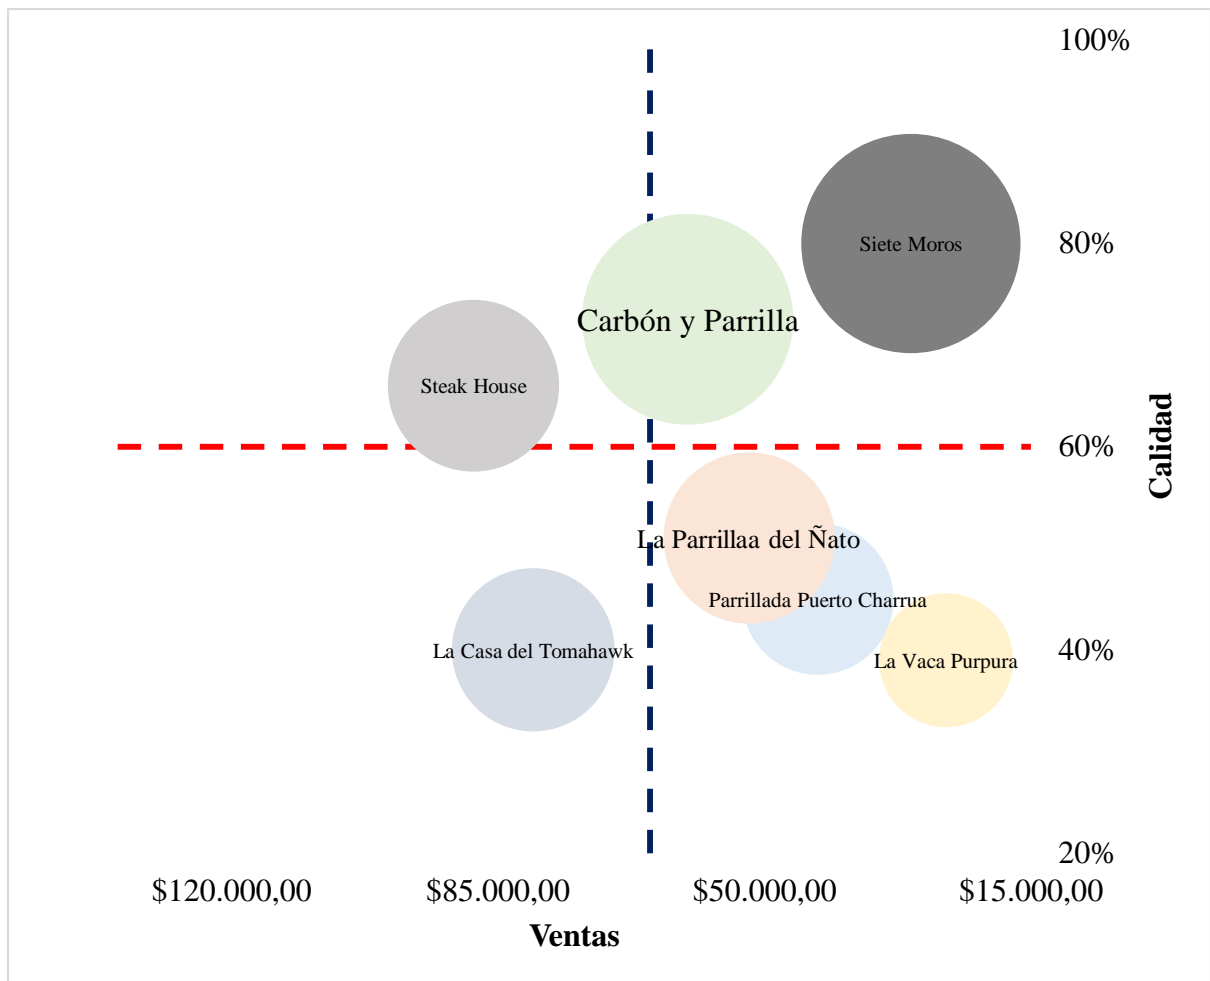 100%
Siete Moros
80%
Carbón y Parrilla
Steak House
Calidad
60%
La Parrillaa del Ñato
Parrillada Puerto Charrua
La Casa del Tomahawk
40%
La Vaca Purpura
20%
$120.000,00
$85.000,00
$50.000,00
$15.000,00
Ventas